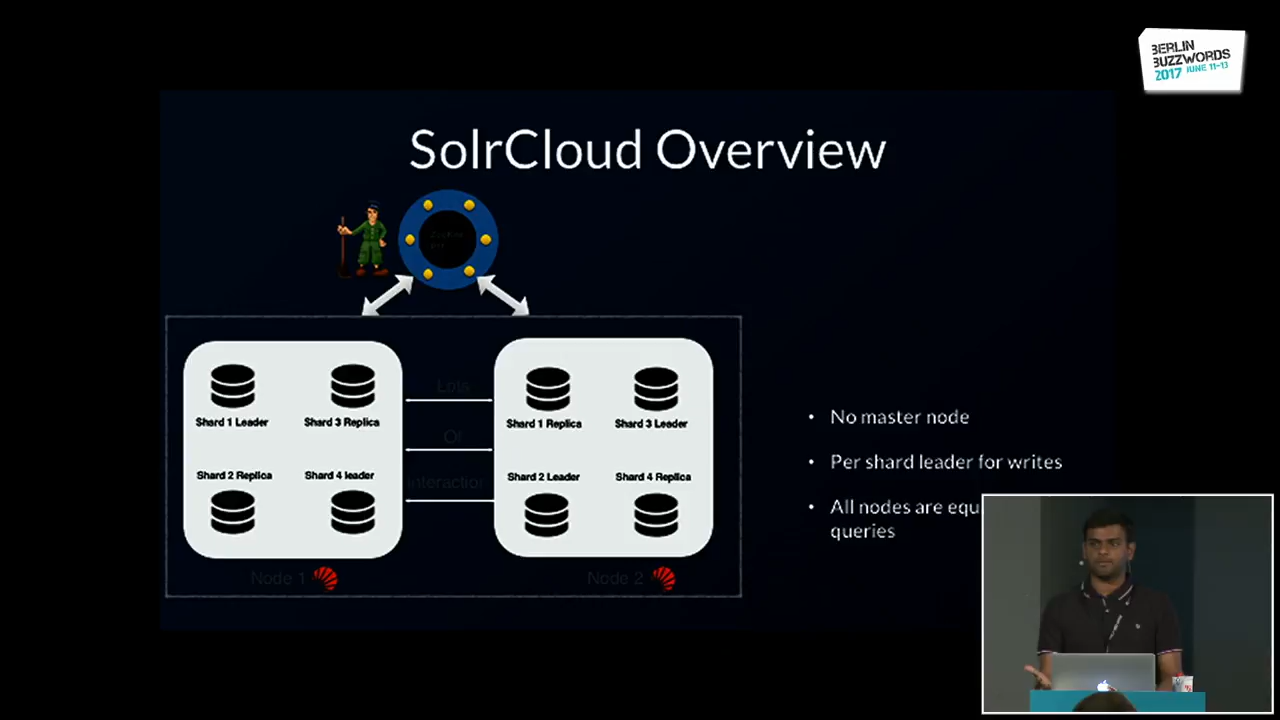 BERLIN
BUZZWORDS
2017 JUNE 11-13
SolrCloud Overview
Shard 1 Leader
Shard 3 Replica
Shard 2 Replica
Shard 4 leader
Node 1
Lots
Of
Interaction
Shard 1 Replica
Shard 3 Leader
Shard 2 Leader
Shard 4 Replica
Node 2
• No master node
• Per shard leader for writes
• All nodes are equ
queries